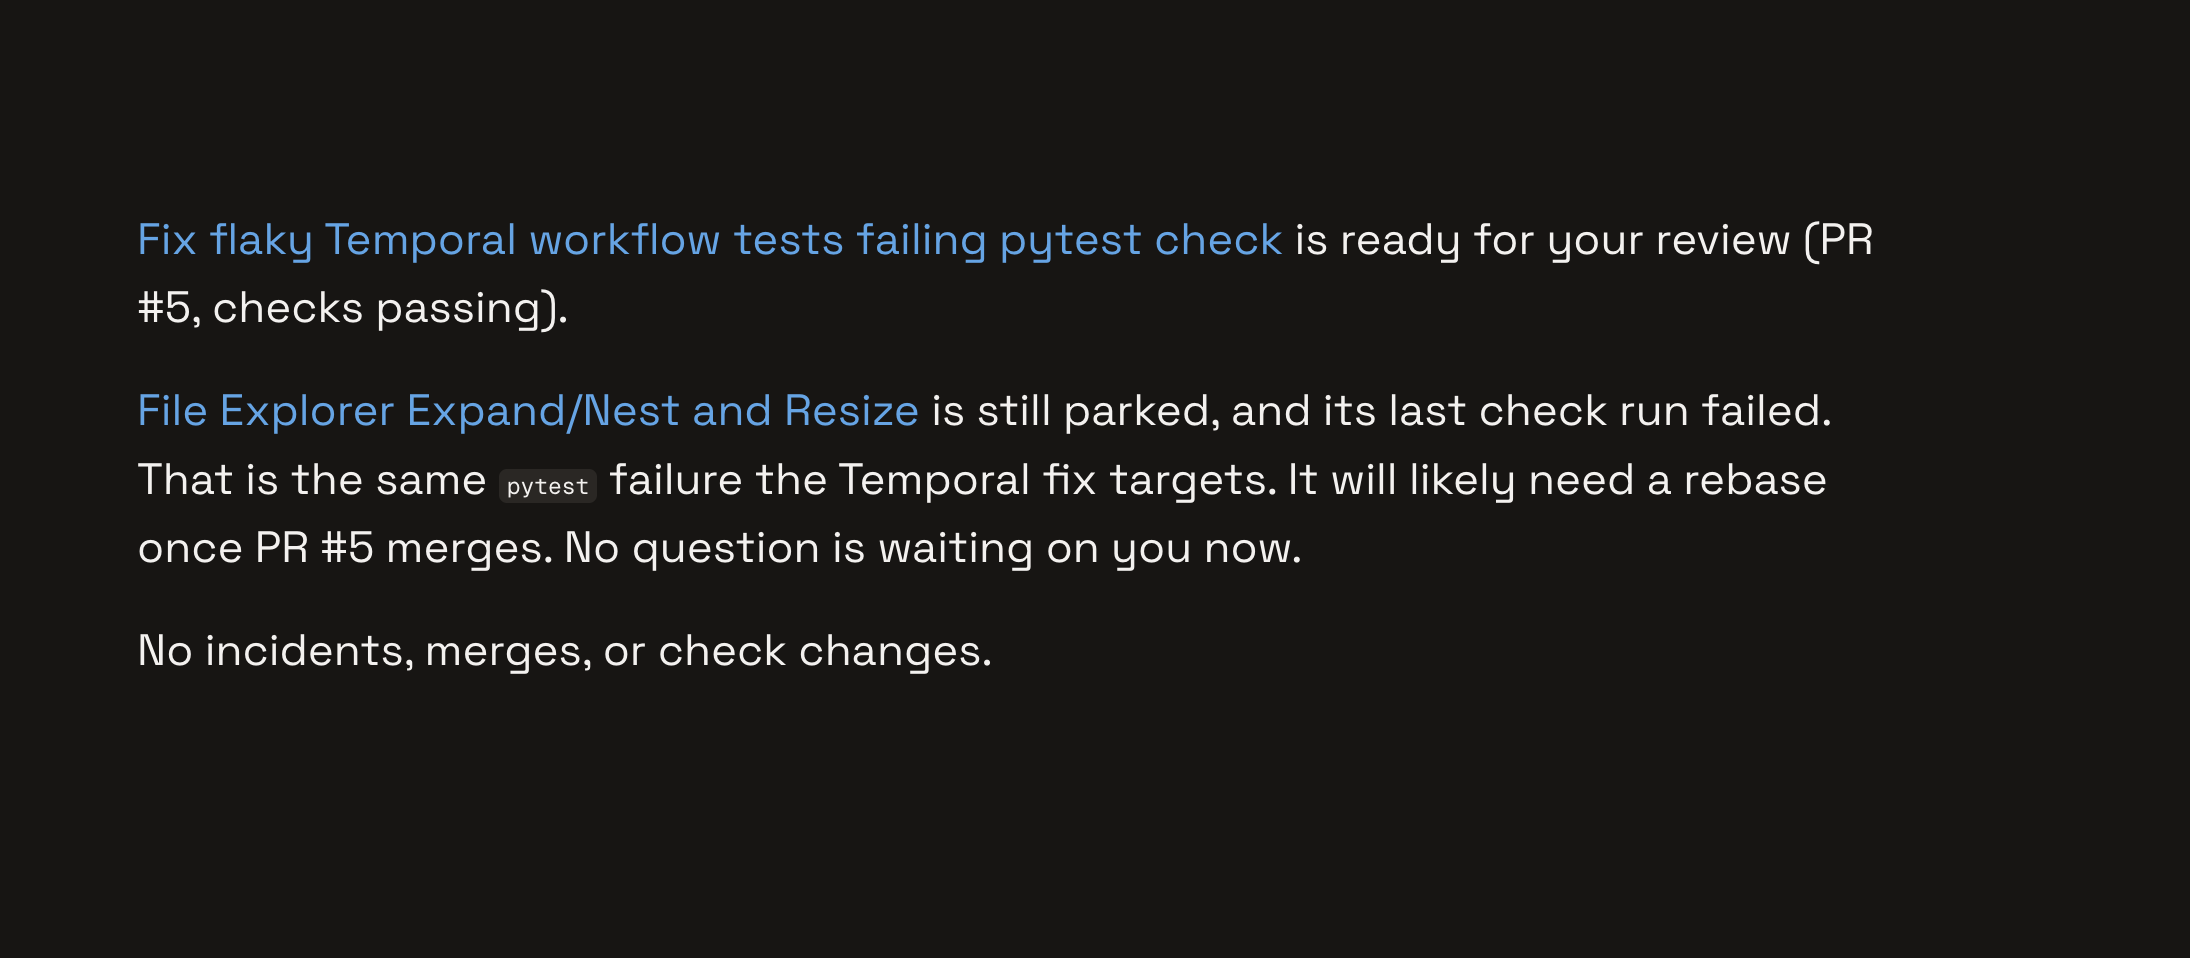 Fix flaky Temporal workflow tests failing pytest check is ready for your review (PR
#5, checks passing).
File Explorer Expand/Nest and Resize is still parked, and its last check run failed.
That is the same pytest failure the Temporal fix targets. It will likely need a rebase
once PR #5 merges. No question is waiting on you now.
No incidents, merges, or check changes.